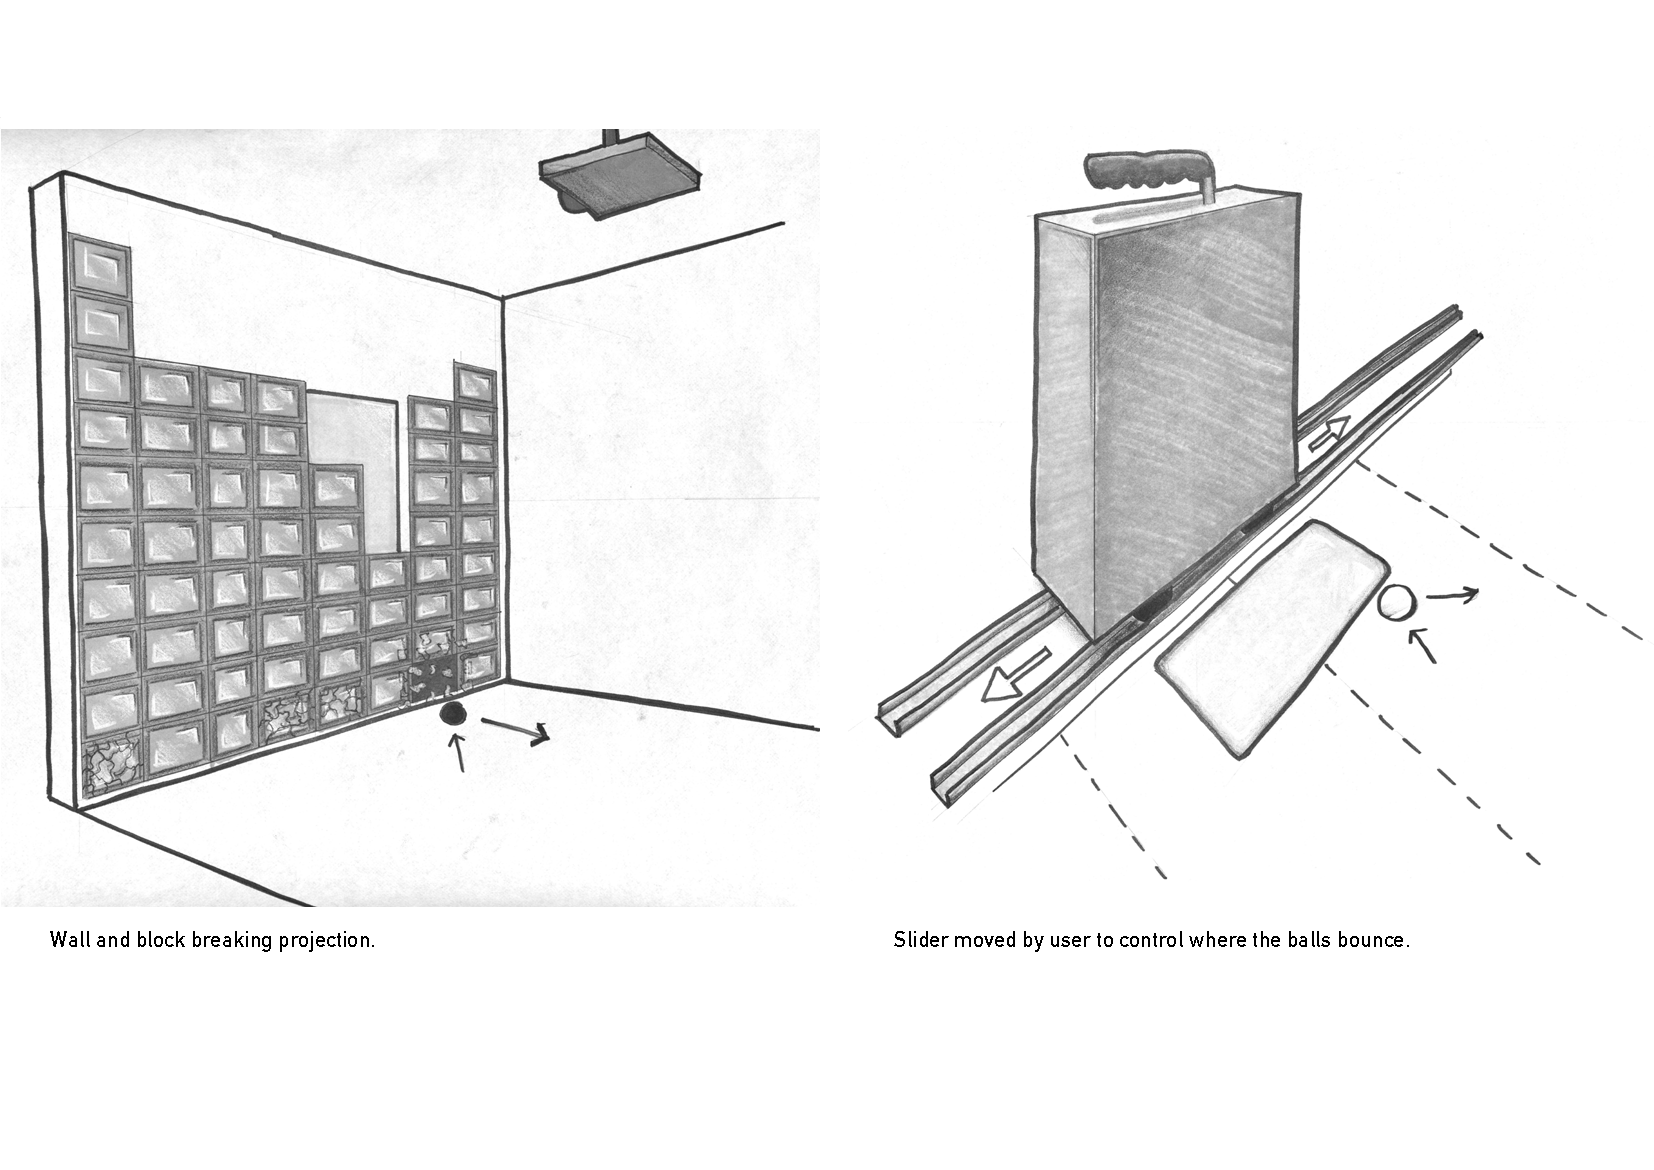 Wall and block breaking projection.
Slider moved by user to control where the balls bounce.